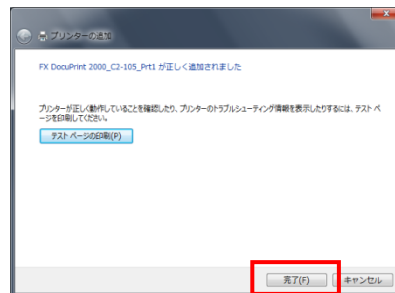 プリンターの追加
FX DocuPrint 2000_C2-105_Prt1 が正しく追加されました
プリンターが正しく動作していることを確認したり、プリンターのトラブルシューティング情報を表示したりするには、テスト ペ
ージを印刷してください。
テスト ページの印刷(P)
完了(F)
キャンセル